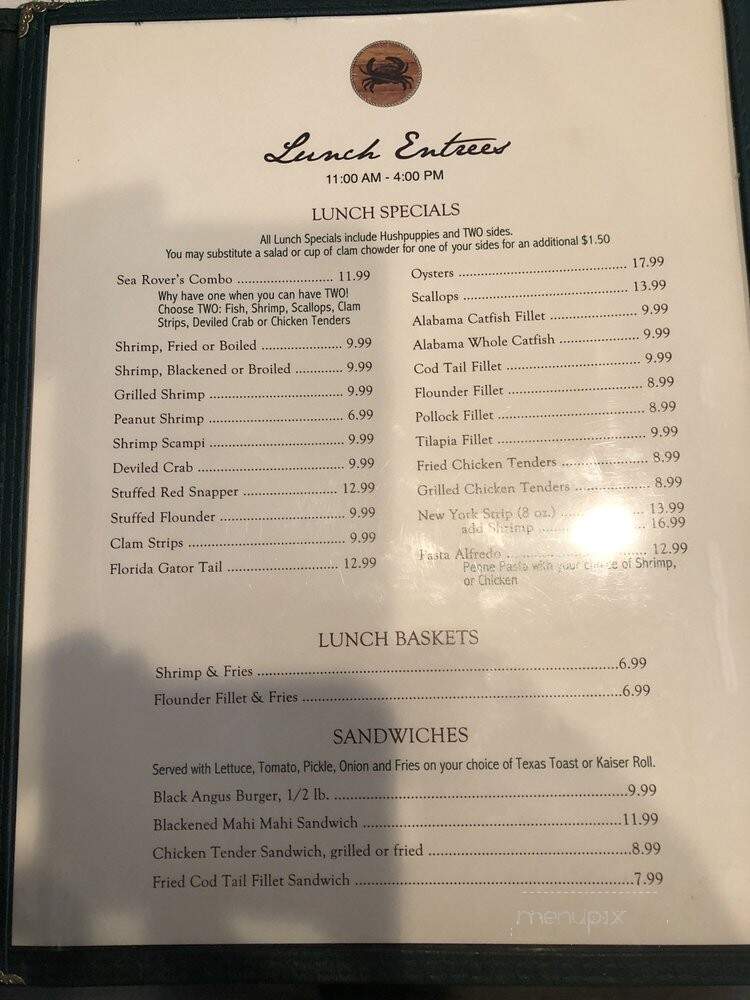 Lunch Entrees
11:00 AM - 4:00 PM
LUNCH SPECIALS
All Lunch Specials include Hushpuppies and TWO sides.
You may substitute a salad or cup of clam chowder for one of your sides for an additional $1.50
Sea Rover's Combo ........................... 11.99
Why have one when you can have TWO!
Choose TWO: Fish, Shrimp, Scallops, Clam
Strips, Deviled Crab or Chicken Tenders
Shrimp, Fried or Boiled ....................... 9.99
Shrimp, Blackened or Broiled ............. 9.99
Grilled Shrimp ...................................... 9.99
Peanut Shrimp ...................................... 6.99
Shrimp Scampi ...................................... 9.99
Deviled Crab ......................................... 9.99
Stuffed Red Snapper .......................... 12.99
Stuffed Flounder ................................... 9.99
Clam Strips ............................................ 9.99
Florida Gator Tail ............................... 12.99
Oysters ............................................... 17.99
Scallops .............................................. 13.99
Alabama Catfish Fillet ........................ 9.99
Alabama Whole Catfish ...................... 9.99
Cod Tail Fillet ...................................... 9.99
Flounder Fillet ..................................... 8.99
Pollock Fillet ........................................ 8.99
Tilapia Fillet ......................................... 9.99
Fried Chicken Tenders ........................ 8.99
Grilled Chicken Tenders ..................... 8.99
New York Strip (8 oz.) ...................... 13.99
add Shrimp .............................. 16.99
Pasta Alfredo ..................................... 12.99
Penne Pasta with your choice of Shrimp,
or Chicken
LUNCH BASKETS
Shrimp & Fries ...............................................................................6.99
Flounder Fillet & Fries ....................................................................6.99
SANDWICHES
Served with Lettuce, Tomato, Pickle, Onion and Fries on your choice of Texas Toast or Kaiser Roll.
Black Angus Burger, 1/2 lb. ..............................................................9.99
Blackened Mahi Mahi Sandwich ......................................................11.99
Chicken Tender Sandwich, grilled or fried ..........................................8.99
Fried Cod Tail Fillet Sandwich ...........................................................7.99
menupix